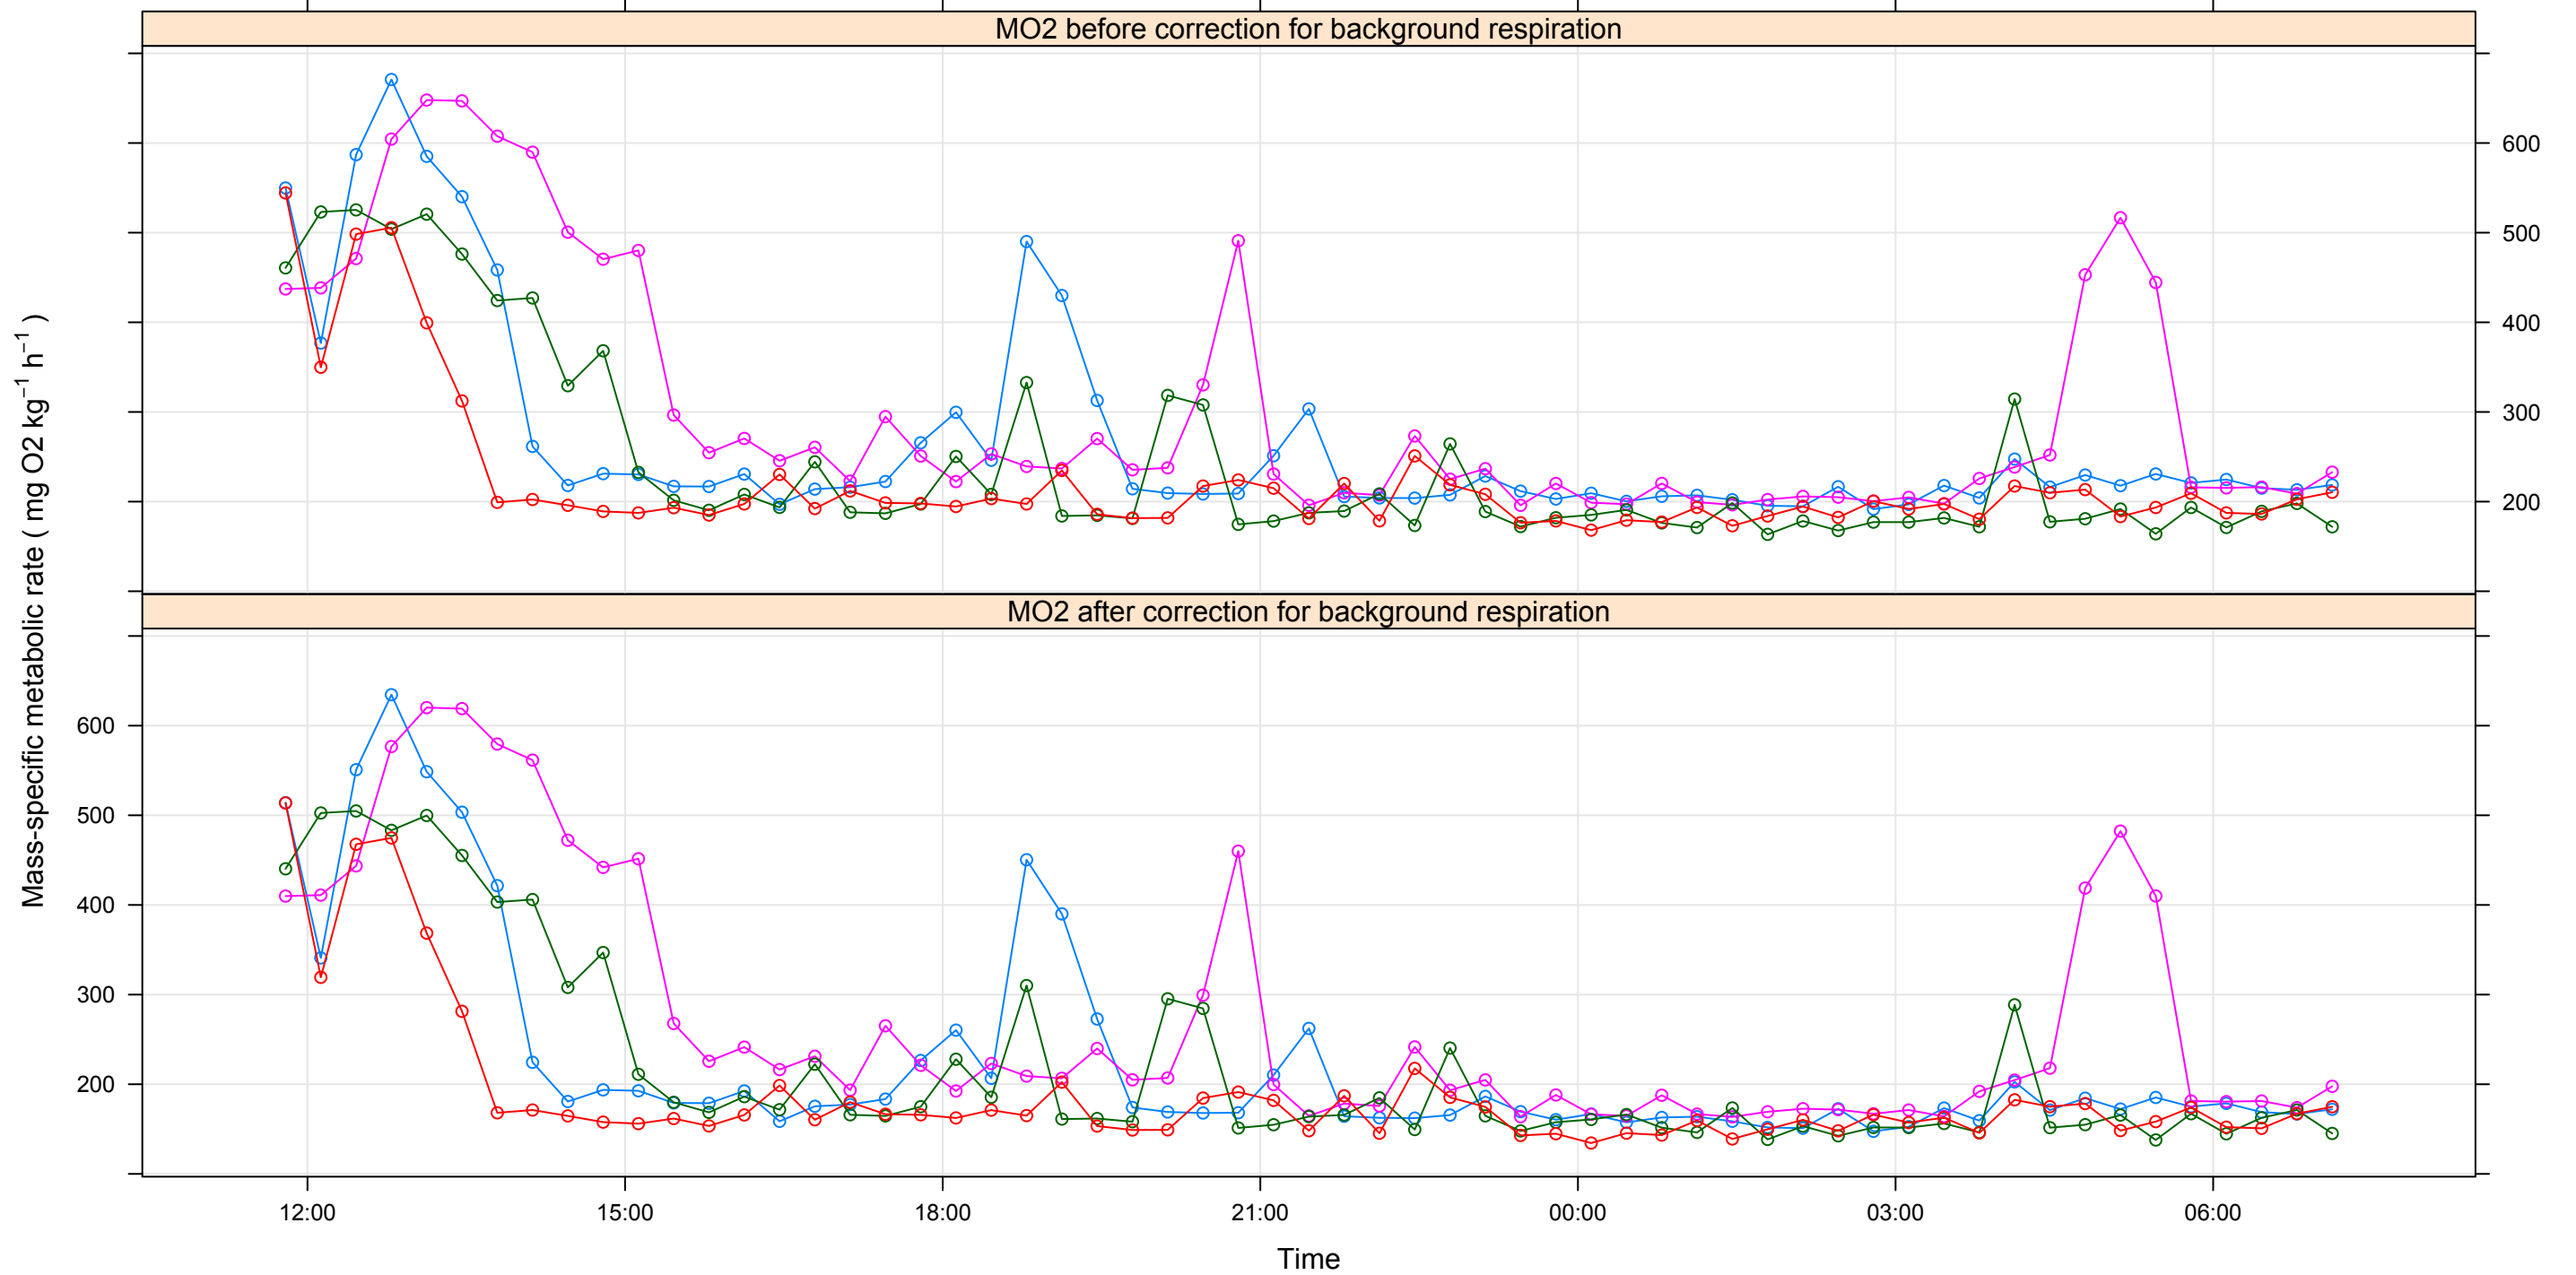 MO2 before correction for background respiration
600
500
400
300
200
Mass-specific metabolic rate ( mg O2 kg⁻¹ h⁻¹ )
MO2 after correction for background respiration
600
500
400
300
200
12:00 15:00 18:00 21:00 00:00 03:00 06:00
Time